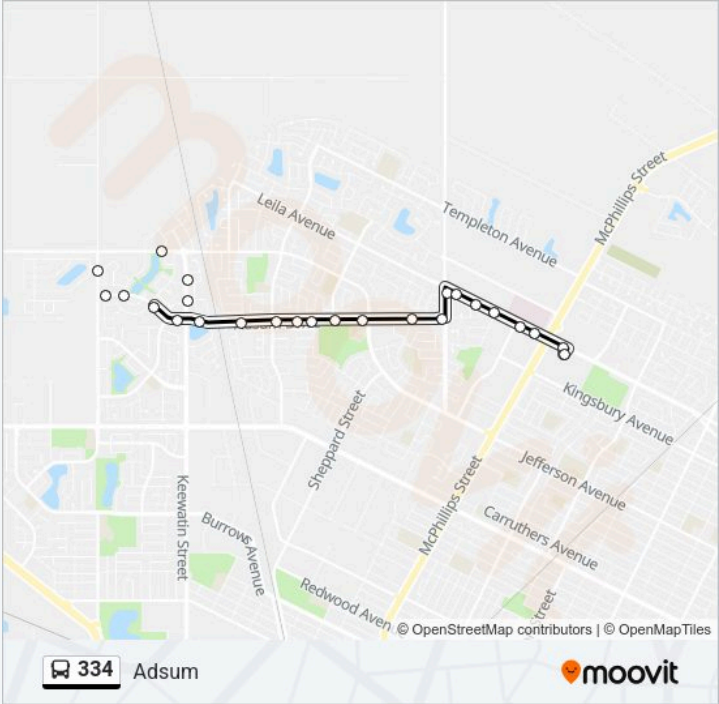 McPhillips Street
Leila Avenue
Templeton Avenue
Kingsbury Avenue
Sheppard Street
Jefferson Avenue
McPhillips Street
Keewatin Street
Burrows Avenue
Carruthers Avenue
Redwood Aven
Street
© OpenStreetMap contributors | © OpenMapTiles
334 Adsum
moovit